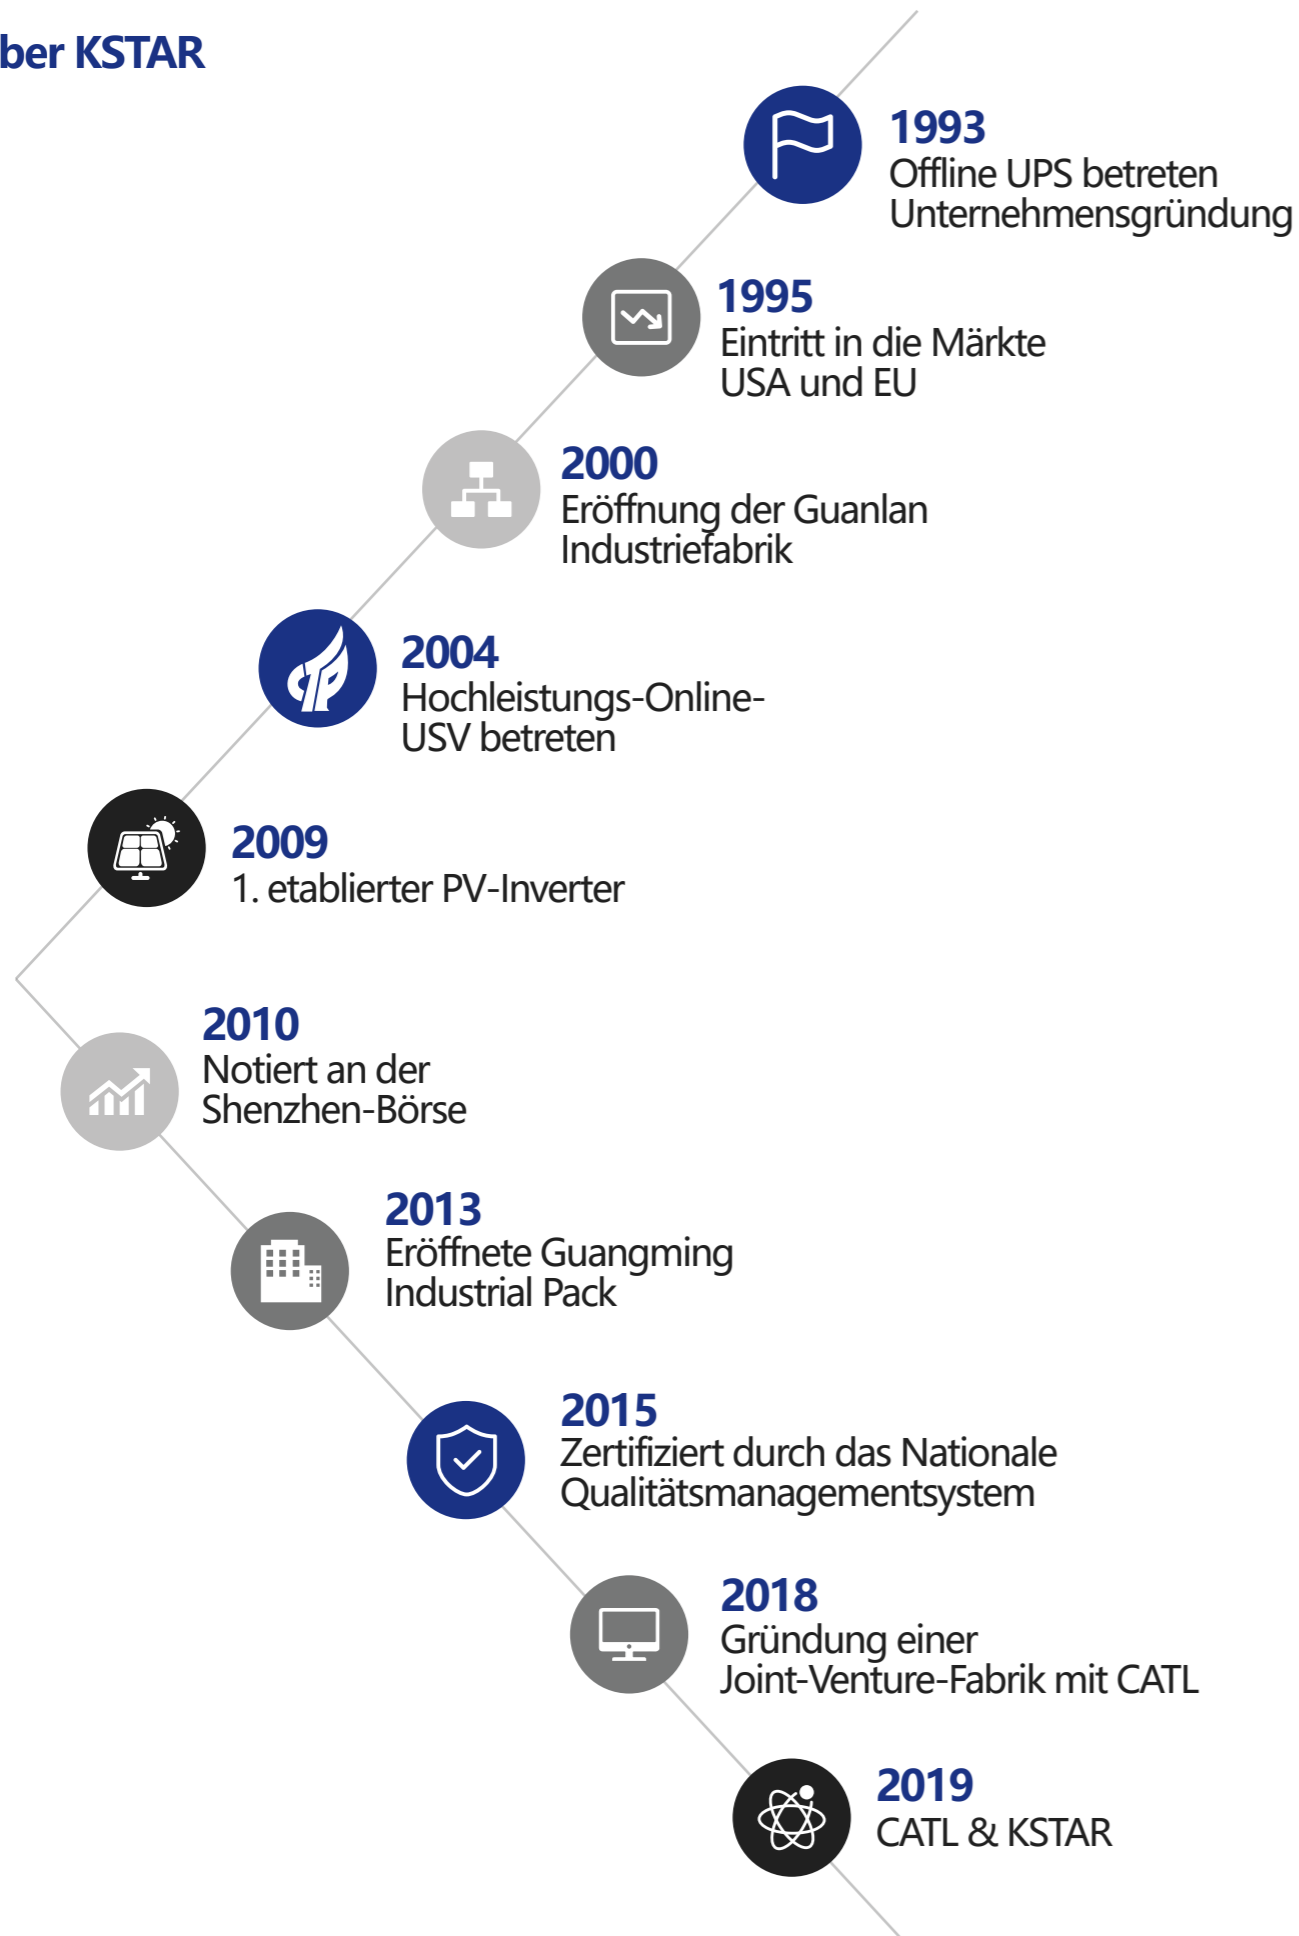 ber KSTAR
1993
Offline UPS betreten
Unternehmensgründung
1995
Eintritt in die Märkte
USA und EU
2000
Eröffnung der Guanlan
Industriefabrik
2004
Hochleistungs-Online-
USV betreten
2009
1. etablierter PV-Inverter
2010
Notiert an der
Shenzhen-Börse
2013
Eröffnete Guangming
Industrial Pack
2015
Zertifiziert durch das Nationale
Qualitätsmanagementsystem
2018
Gründung einer
Joint-Venture-Fabrik mit CATL
2019
CATL & KSTAR